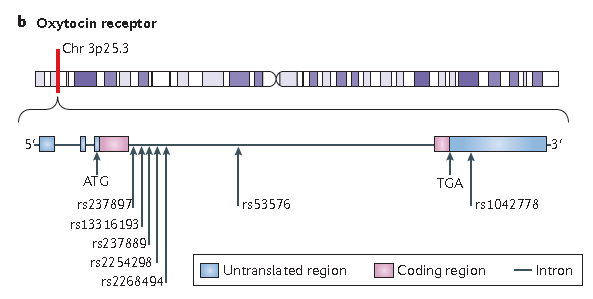 b Oxytocin receptor
Chr 3p25.3
5′
3′
ATG
TGA
rs237897
rs53576
rs1042778
rs13316193
rs237889
rs2254298
rs2268494
Untranslated region
Coding region
Intron